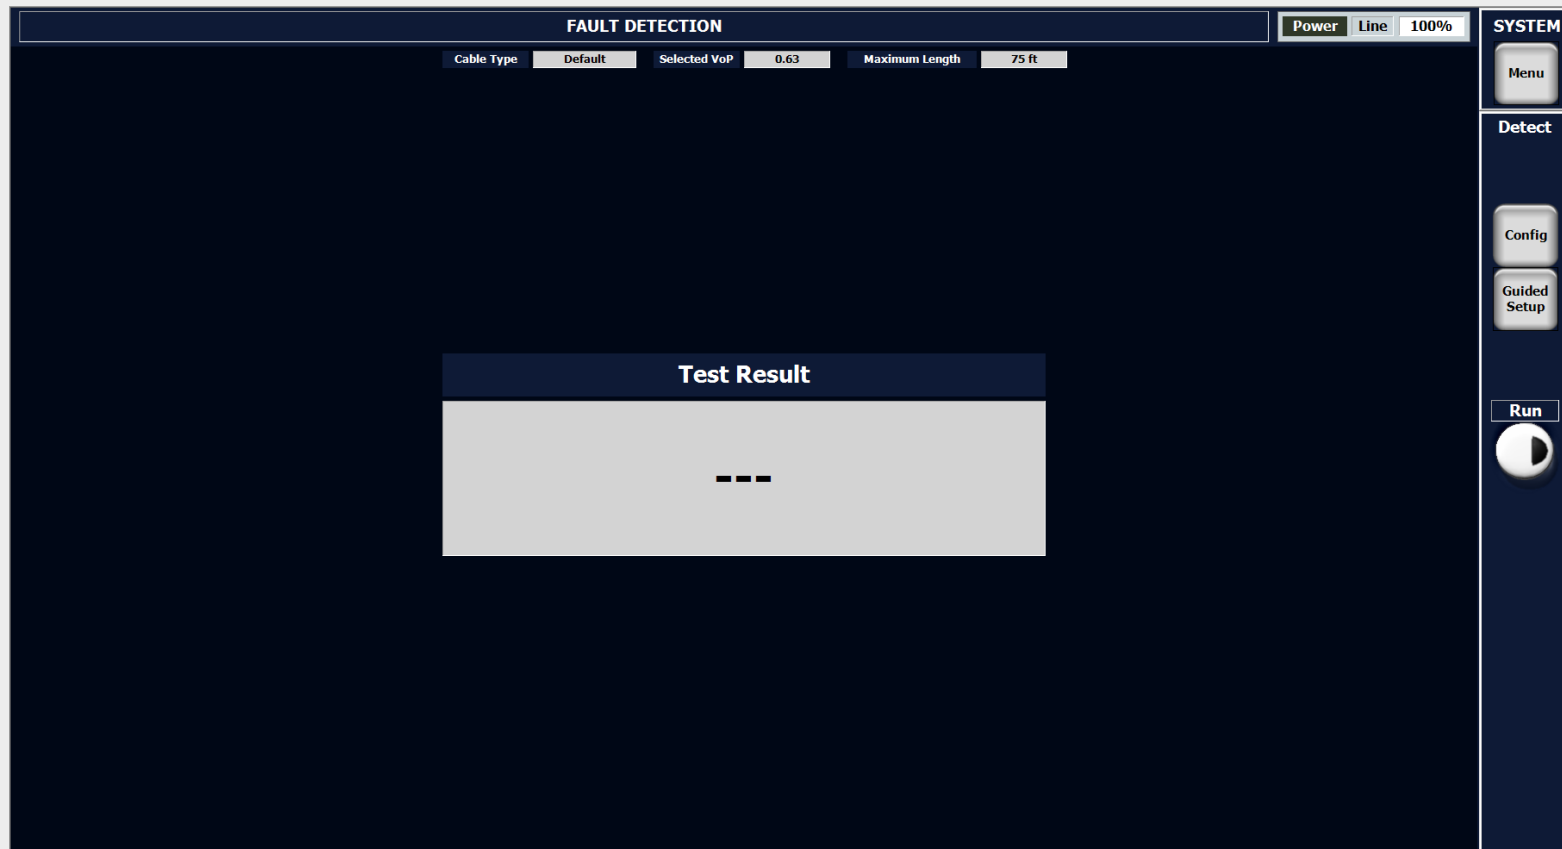 FAULT DETECTION
Power Line 100%
SYSTEM
Cable Type Default Selected VoP 0.63 Maximum Length 75 ft
Menu
Detect
Config
Guided
Setup
Test Result
Run
---